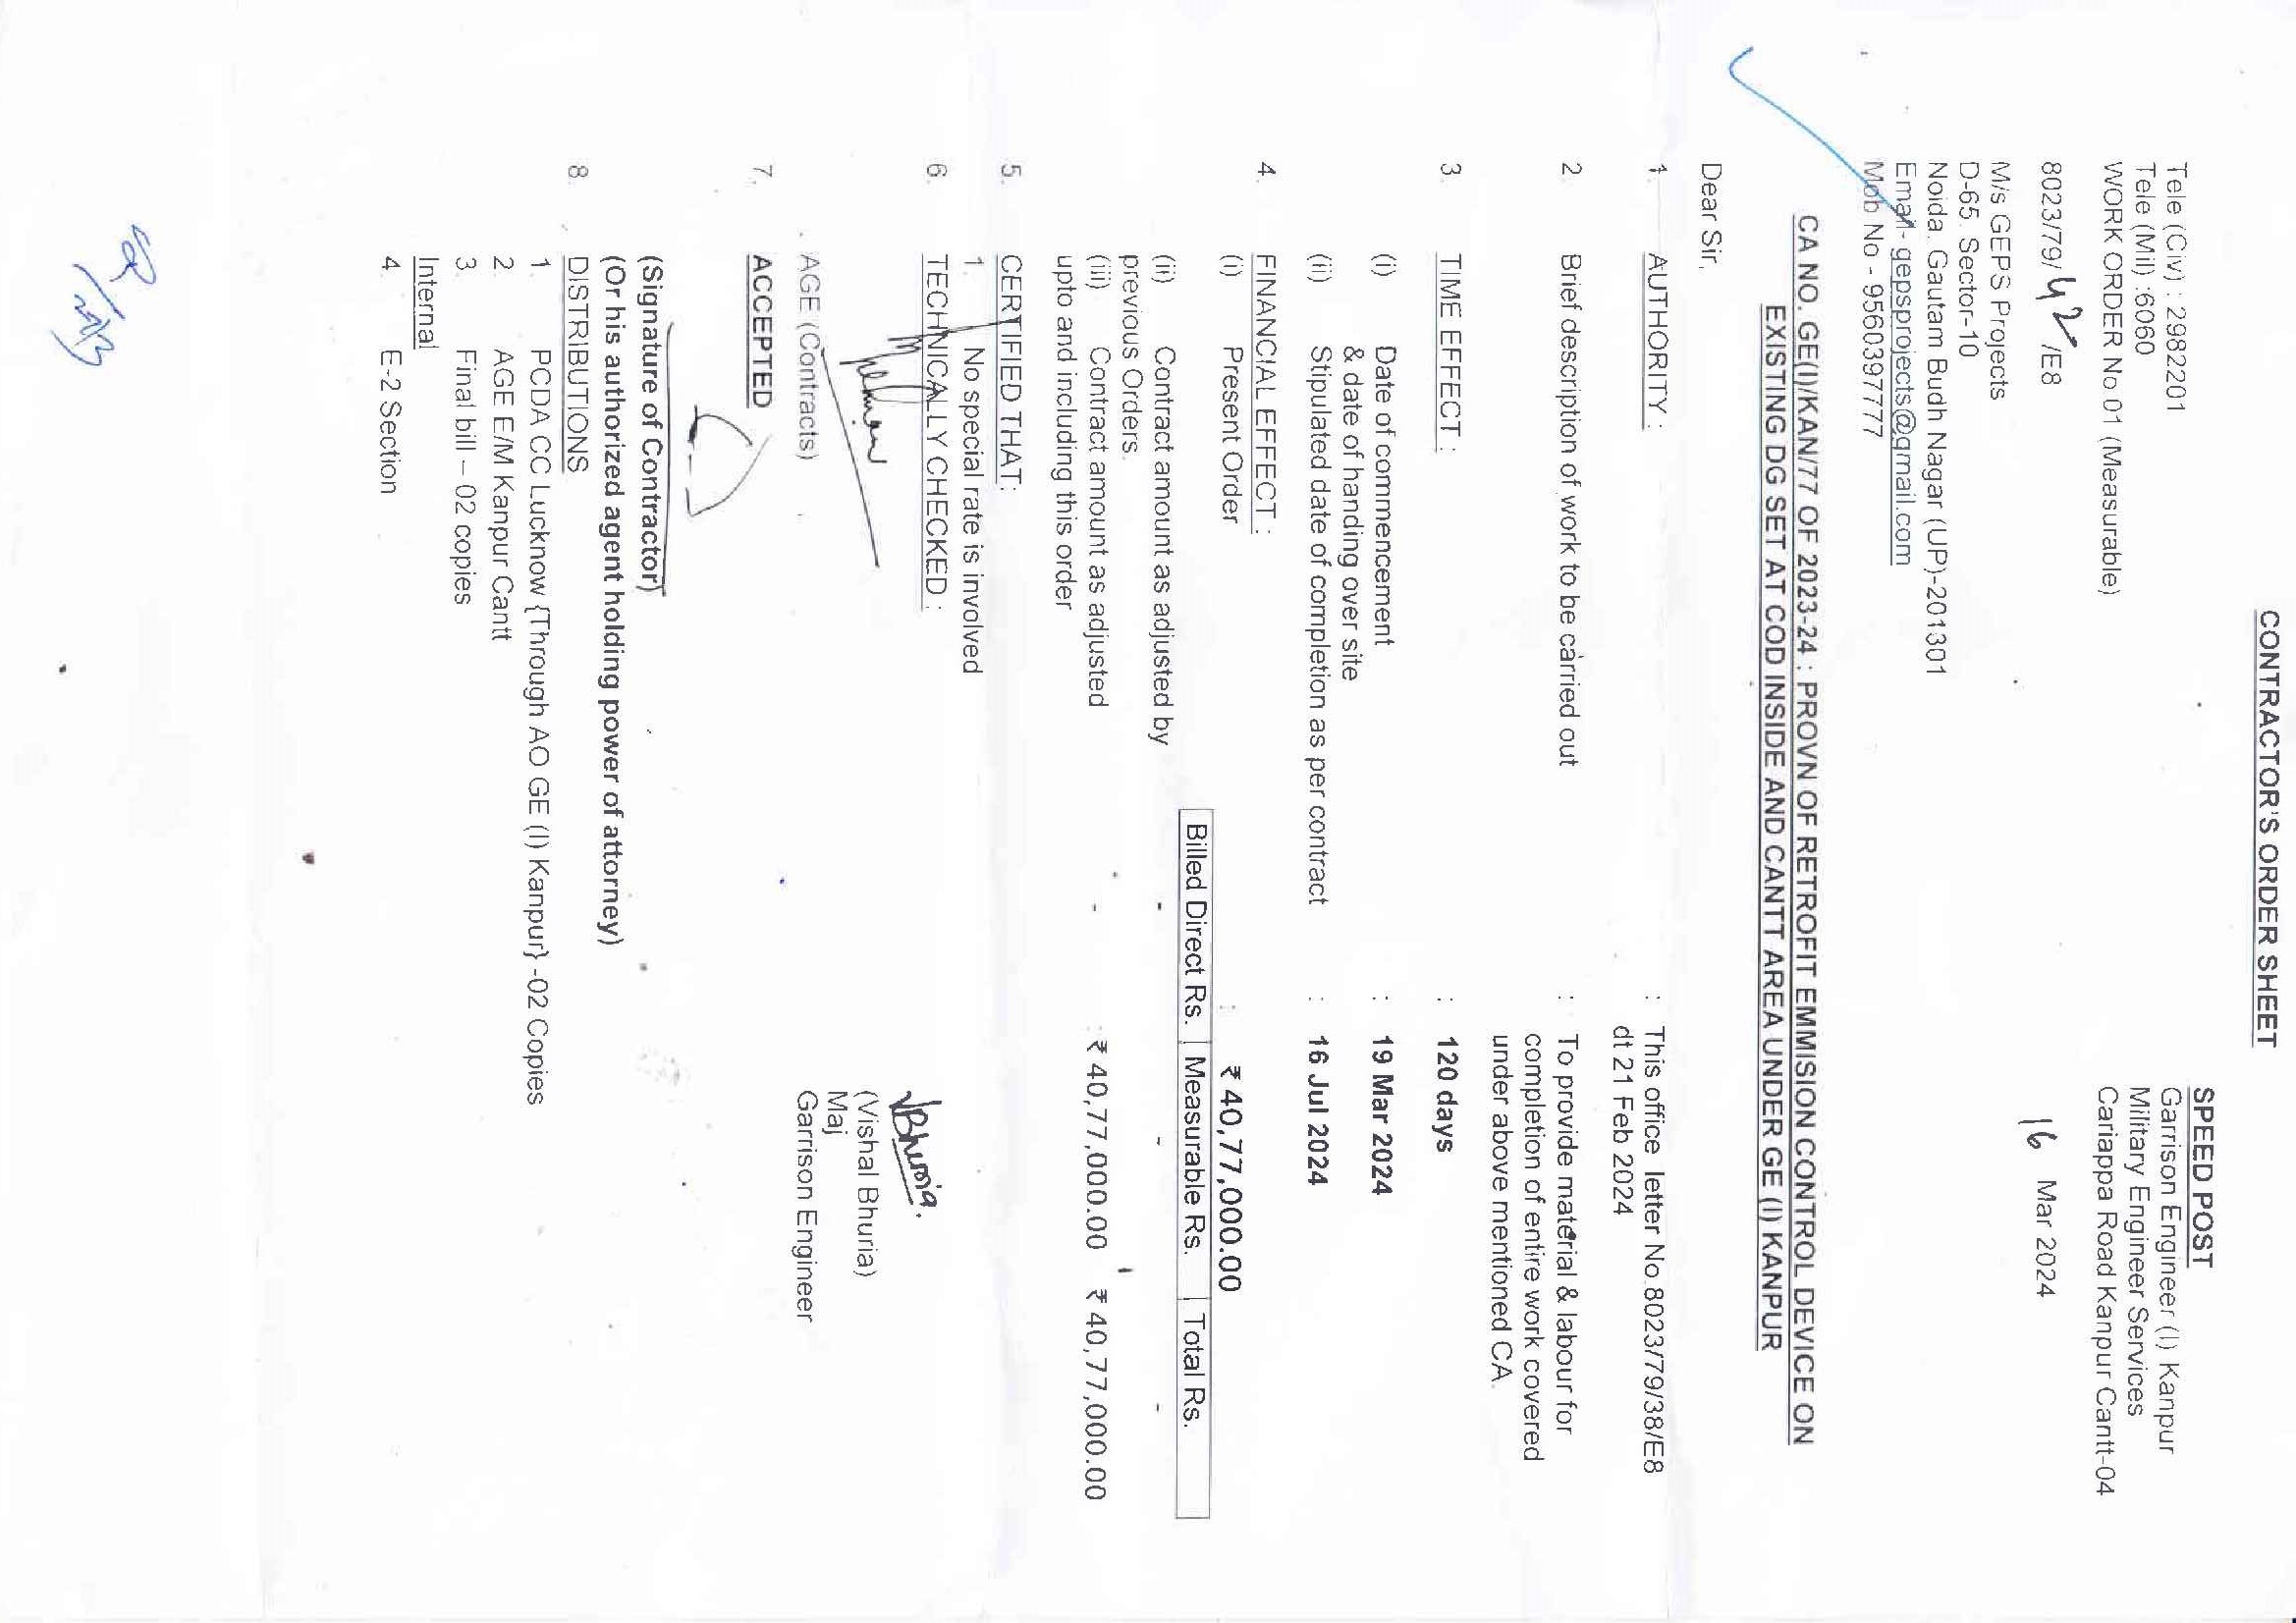 CONTRACTOR'S ORDER SHEET
SPEED POST
Tele (Civ) : 2982201
Garrison Engineer (I) Kanpur
Tele (Mil) :6060
Military Engineer Services
WORK ORDER No.01 (Measurable)
Cariappa Road Kanpur Cantt-04
8023/79/42/E8
16 Mar 2024
M/s GEPS Projects
D-65, Sector-10
Noida, Gautam Budh Nagar (UP)-201301
Email- gepsprojects@gmail.com
Mob No - 9560397777
CA NO. GE(I)/KAN/77 OF 2023-24 : PROVN OF RETROFIT EMMISION CONTROL DEVICE ON
EXISTING DG SET AT COD INSIDE AND CANTT AREA UNDER GE (I) KANPUR
Dear Sir,
1. AUTHORITY : : This office letter No.8023/79/38/E8
dt 21 Feb 2024
2 Brief description of work to be carried out : To provide material & labour for
completion of entire work covered
under above mentioned CA.
3 TIME EFFECT : : 120 days
(i) Date of commencement : 19 Mar 2024
& date of handing over site
(ii) Stipulated date of completion as per contract : 16 Jul 2024
4. FINANCIAL EFFECT :
(i) Present Order : ₹ 40,77,000.00
Billed Direct Rs. Measurable Rs. Total Rs.
(ii) Contract amount as adjusted by - - -
previous Orders.
(iii) Contract amount as adjusted - : ₹ 40,77,000.00 ₹ 40,77,000.00
upto and including this order
5. CERTIFIED THAT:
1. No special rate is involved
6. TECHNICALLY CHECKED :
VBhuria.
(Vishal Bhuria)
Maj
AGE (Contracts)
Garrison Engineer
7. ACCEPTED
(Signature of Contractor)
(Or his authorized agent holding power of attorney)
8. DISTRIBUTIONS
1. PCDA CC Lucknow {Through AO GE (I) Kanpur} -02 Copies
2. AGE E/M Kanpur Cantt
3. Final bill – 02 copies
Internal
4. E-2 Section